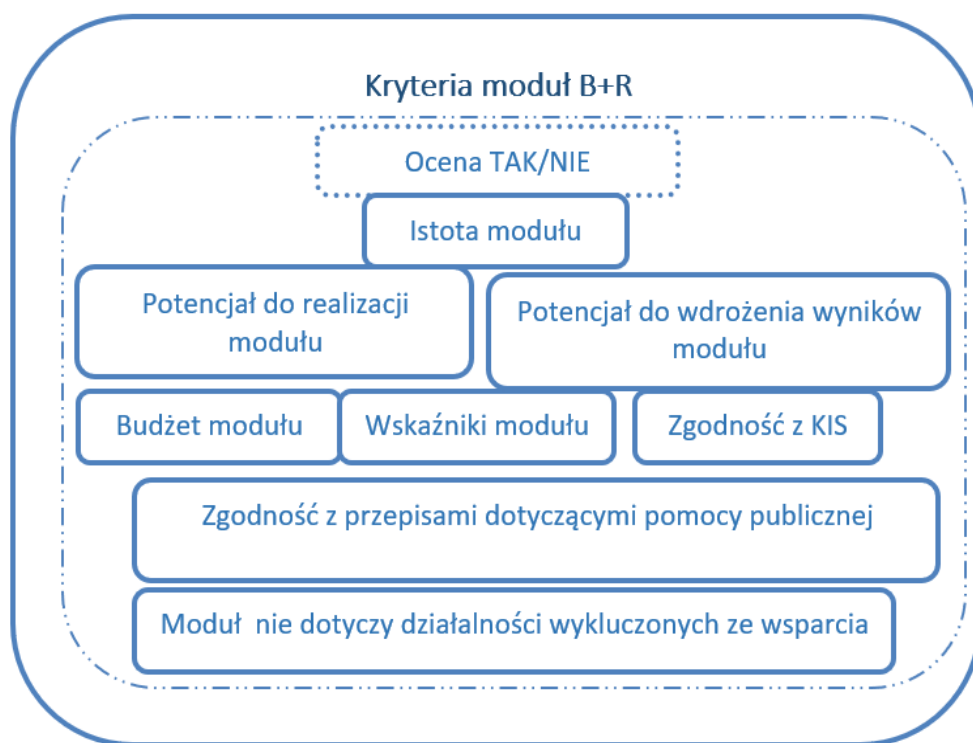 Kryteria moduł B+R
Ocena TAK/NIE
Istota modułu
Potencjał do realizacji
modułu
Potencjał do wdrożenia wyników
modułu
Budżet modułu
Wskaźniki modułu
Zgodność z KIS
Zgodność z przepisami dotyczącymi pomocy publicznej
Moduł nie dotyczy działalności wykluczonych ze wsparcia